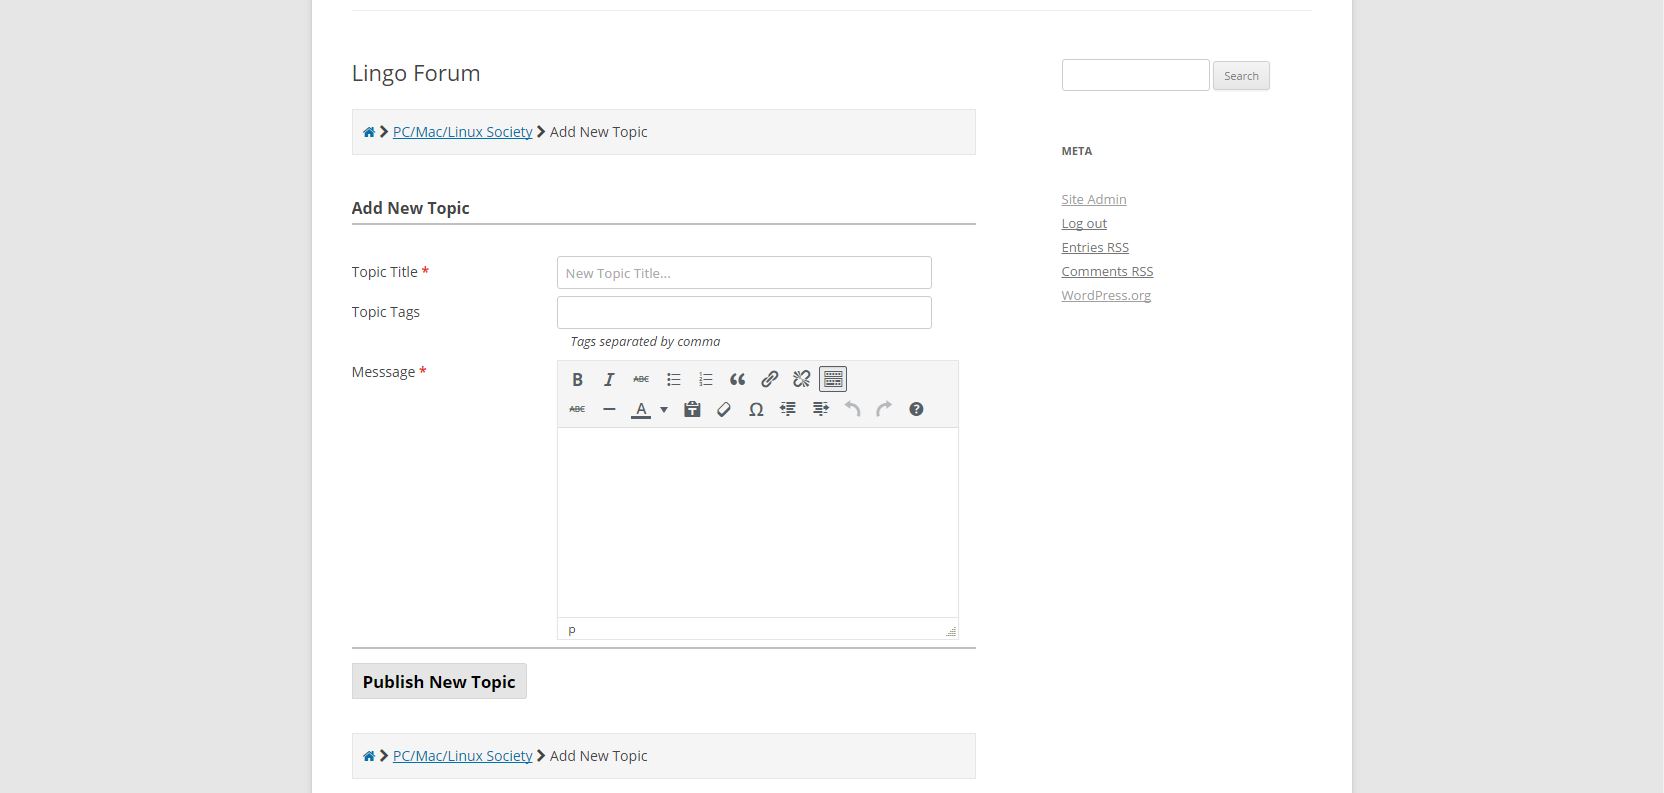 Lingo Forum
Search
PC/Mac/Linux Society Add New Topic
META
Add New Topic
Site Admin
Log out
Entries RSS
Comments RSS
WordPress.org
Topic Title * New Topic Title...
Topic Tags
Tags separated by comma
Messsage *
B I ABC
ABC A T Ω ?
p
Publish New Topic
PC/Mac/Linux Society Add New Topic